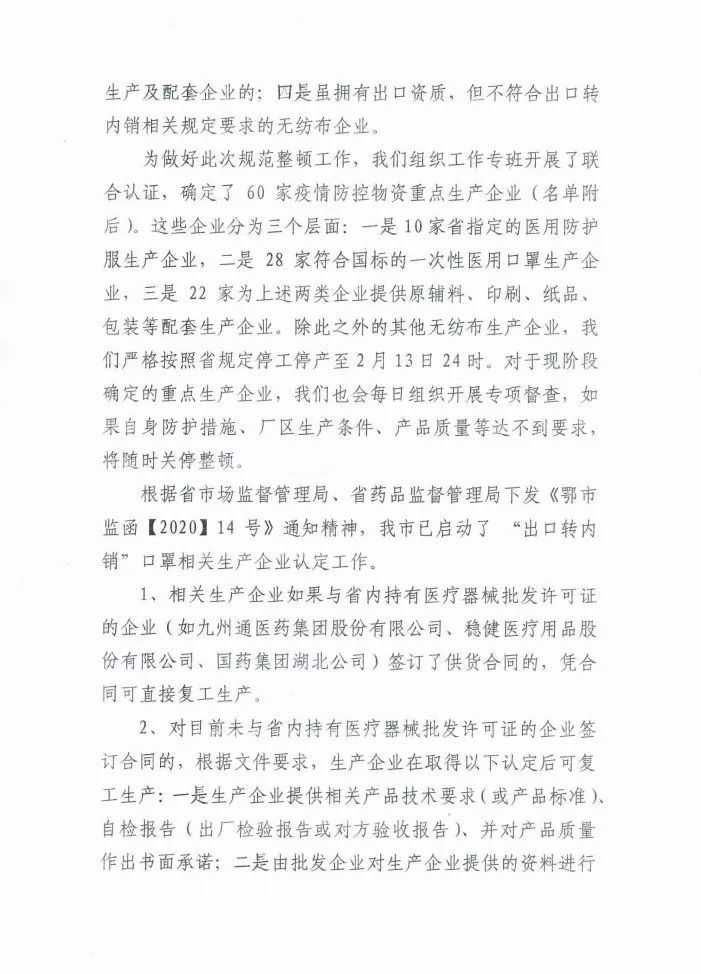 生产及配套企业的；四是虽拥有出口资质，但不符合出口转
内销相关规定要求的无纺布企业。
为做好此次规范整顿工作，我们组织工作专班开展了联
合认证，确定了 60 家疫情防控物资重点生产企业（名单附
后）。这些企业分为三个层面：一是10家省指定的医用防护
服生产企业，二是 28 家符合国标的一次性医用口罩生产企
业，三是 22 家为上述两类企业提供原辅料、印刷、纸品、
包装等配套生产企业。除此之外的其他无纺布生产企业，我
们严格按照省规定停工停产至2月13日24时。对于现阶段
确定的重点生产企业，我们也会每日组织开展专项督查，如
果自身防护措施、厂区生产条件、产品质量等达不到要求，
将随时关停整顿。
根据省市场监督管理局、省药品监督管理局下发《鄂市
监函【2020】14 号》通知精神，我市已启动了 “出口转内
销”口罩相关生产企业认定工作。
1、相关生产企业如果与省内持有医疗器械批发许可证
的企业（如九州通医药集团股份有限公司、稳健医疗用品股
份有限公司、国药集团湖北公司）签订了供货合同的，凭合
同可直接复工生产。
2、对目前未与省内持有医疗器械批发许可证的企业签
订合同的，根据文件要求，生产企业在取得以下认定后可复
工生产：一是生产企业提供相关产品技术要求（或产品标准）、
自检报告（出厂检验报告或对方验收报告）、并对产品质量
作出书面承诺；二是由批发企业对生产企业提供的资料进行